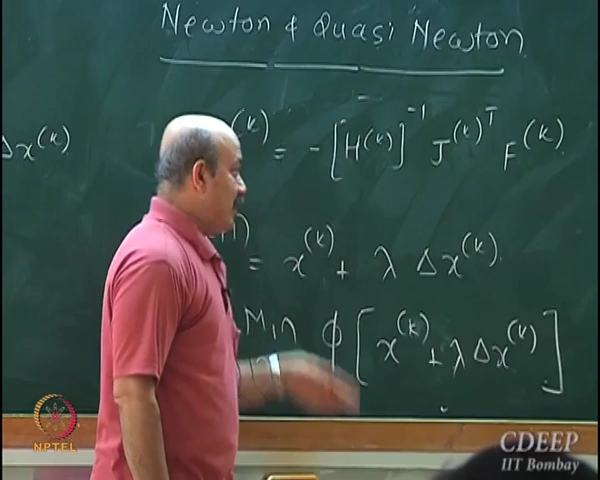 Newton & Quasi Newton
Δx^(k)
^(k) = - [H^(k)]^-1 J^(k)^T F^(k)
= x^(k) + λ Δx^(k)
Min φ [x^(k) + λ Δx^(k)]
NPTEL
CDEEP
IIT Bombay